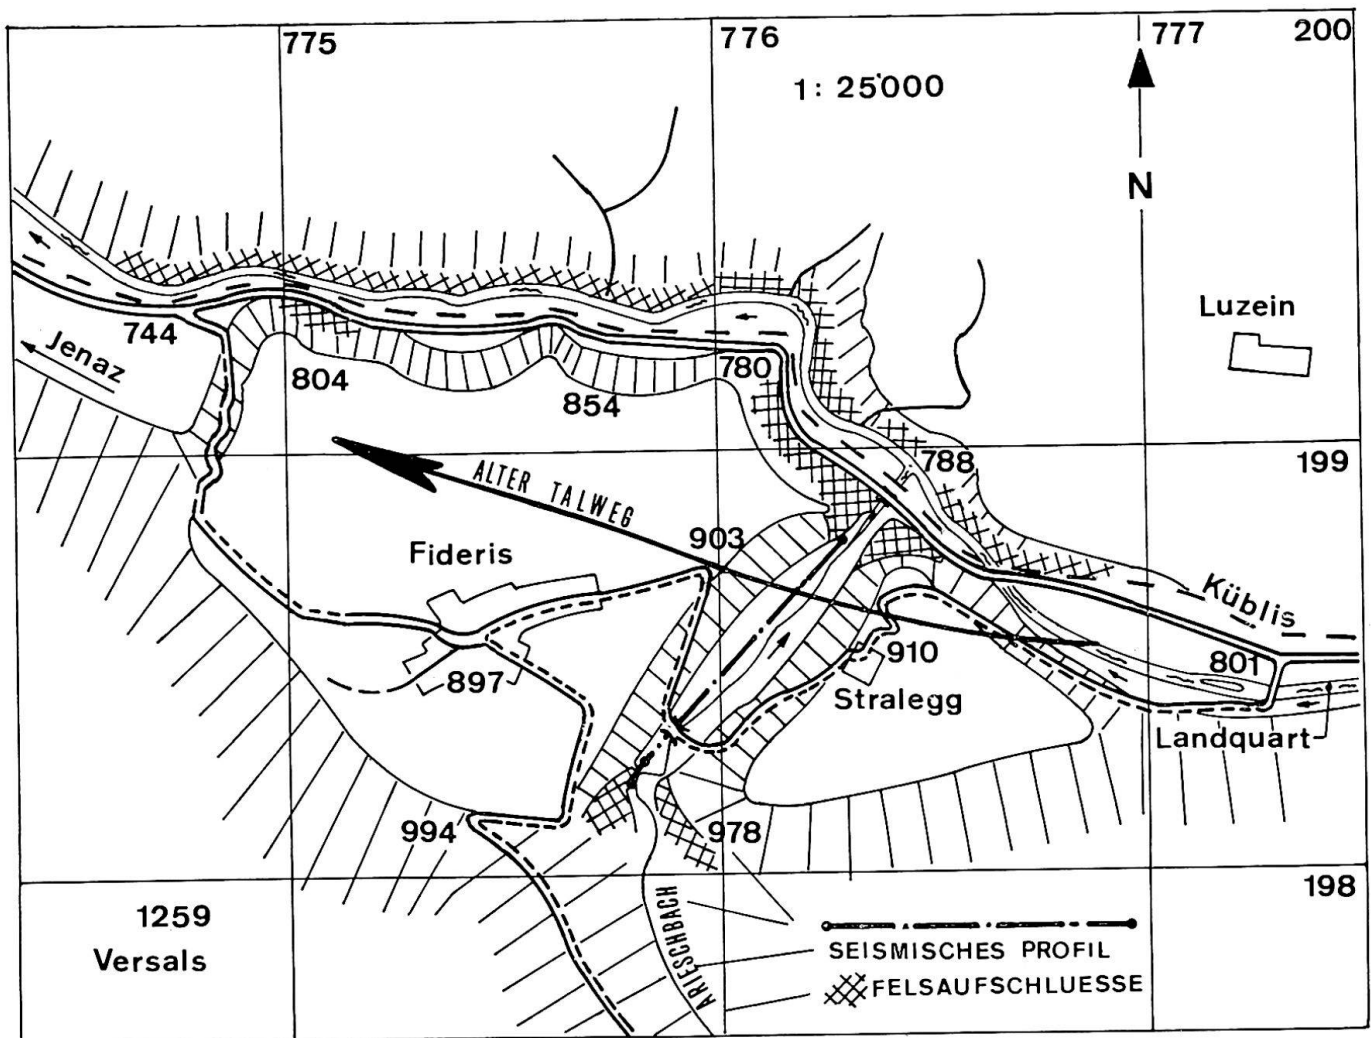 775
776
777
200
1: 25'000
N
Luzein
744
Jenaz
804
854
780
788
199
ALTER TALWEG
903
Fideris
Küblis
897
910
801
Stralegg
Landquart
994
978
198
1259
Versals
ARIESCHBACH
SEISMISCHES PROFIL
FELSAUFSCHLUESSE